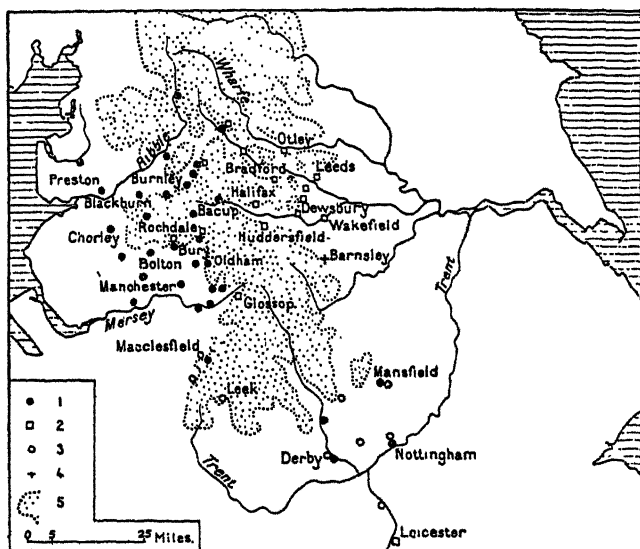 Wharfe
Otley
Ribble
Bradford
Leeds
Preston
Burnley
Halifax
Blackburn
Bacup
Dewsbury
Wakefield
Chorley
Rochdale
Huddersfield
Bury
Barnsley
Bolton
Oldham
Trent
Manchester
Glossop
Mersey
Macclesfield
Mansfield
Leek
1
2
3
4
5
Nottingham
Derby
Trent
0 5 25 Miles.
Leicester